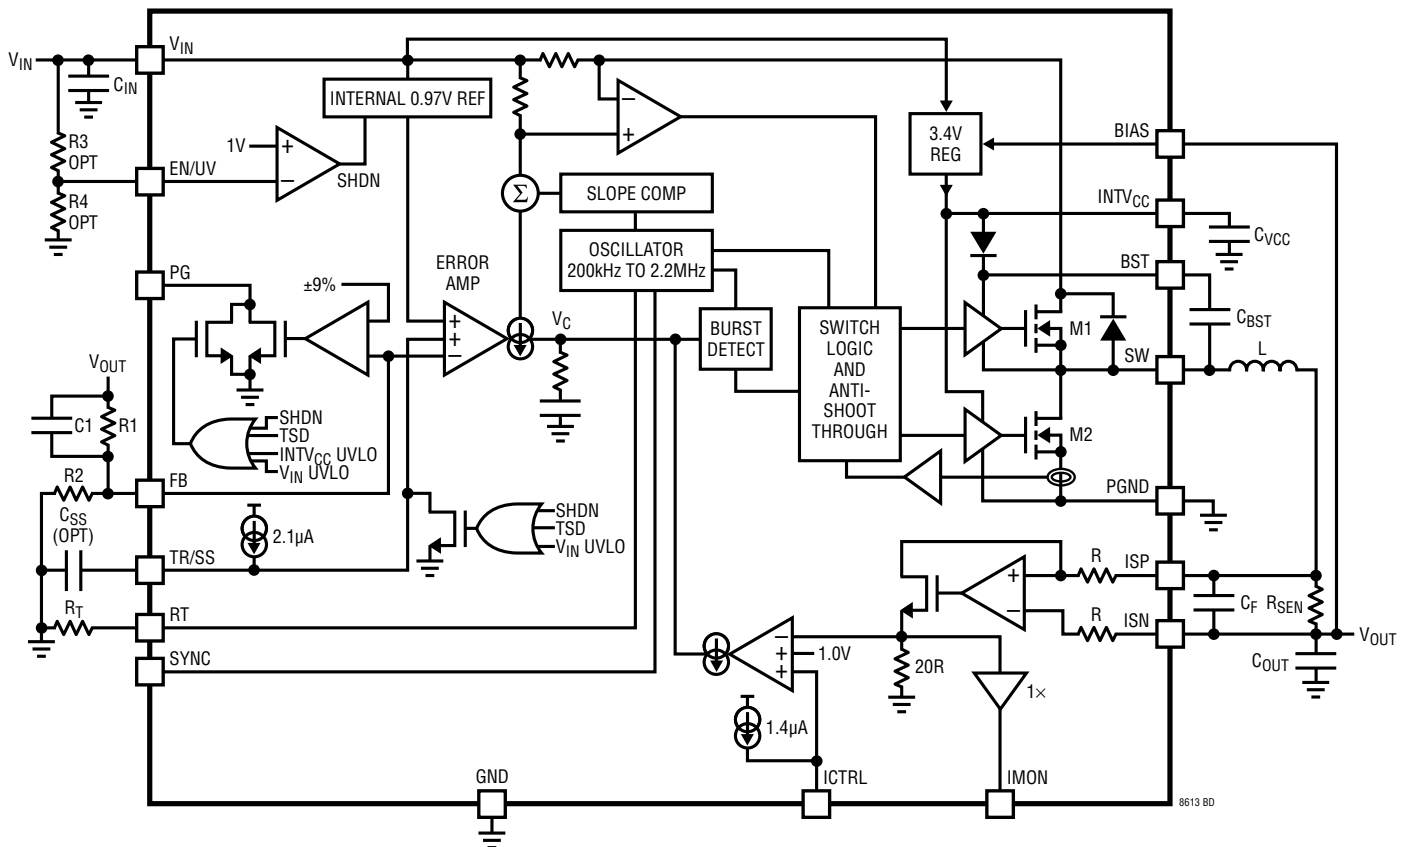 VIN
VIN
CIN
R3
OPT
R4
OPT
EN/UV
1V
+
−
SHDN
INTERNAL 0.97V REF
−
+
3.4V
REG
BIAS
INTVCC
CVCC
BST
CBST
Σ
SLOPE COMP
OSCILLATOR
200kHz TO 2.2MHz
ERROR
AMP
+
+
−
±9%
PG
VC
BURST
DETECT
SWITCH
LOGIC
AND
ANTI-
SHOOT
THROUGH
M1
SW
L
M2
PGND
VOUT
C1
R1
SHDN
TSD
INTVCC UVLO
VIN UVLO
R2
FB
CSS
(OPT)
2.1µA
TR/SS
SHDN
TSD
VIN UVLO
RT
RT
SYNC
+
−
R
ISP
R
ISN
CF
RSEN
VOUT
COUT
−
+
+
1.0V
20R
1×
1.4µA
GND
ICTRL
IMON
8613 BD